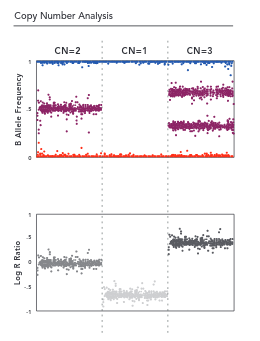 Copy Number Analysis
CN=2 CN=1 CN=3
B Allele Frequency
1
.5
0
Log R Ratio
1
.5
0
-.5
-1